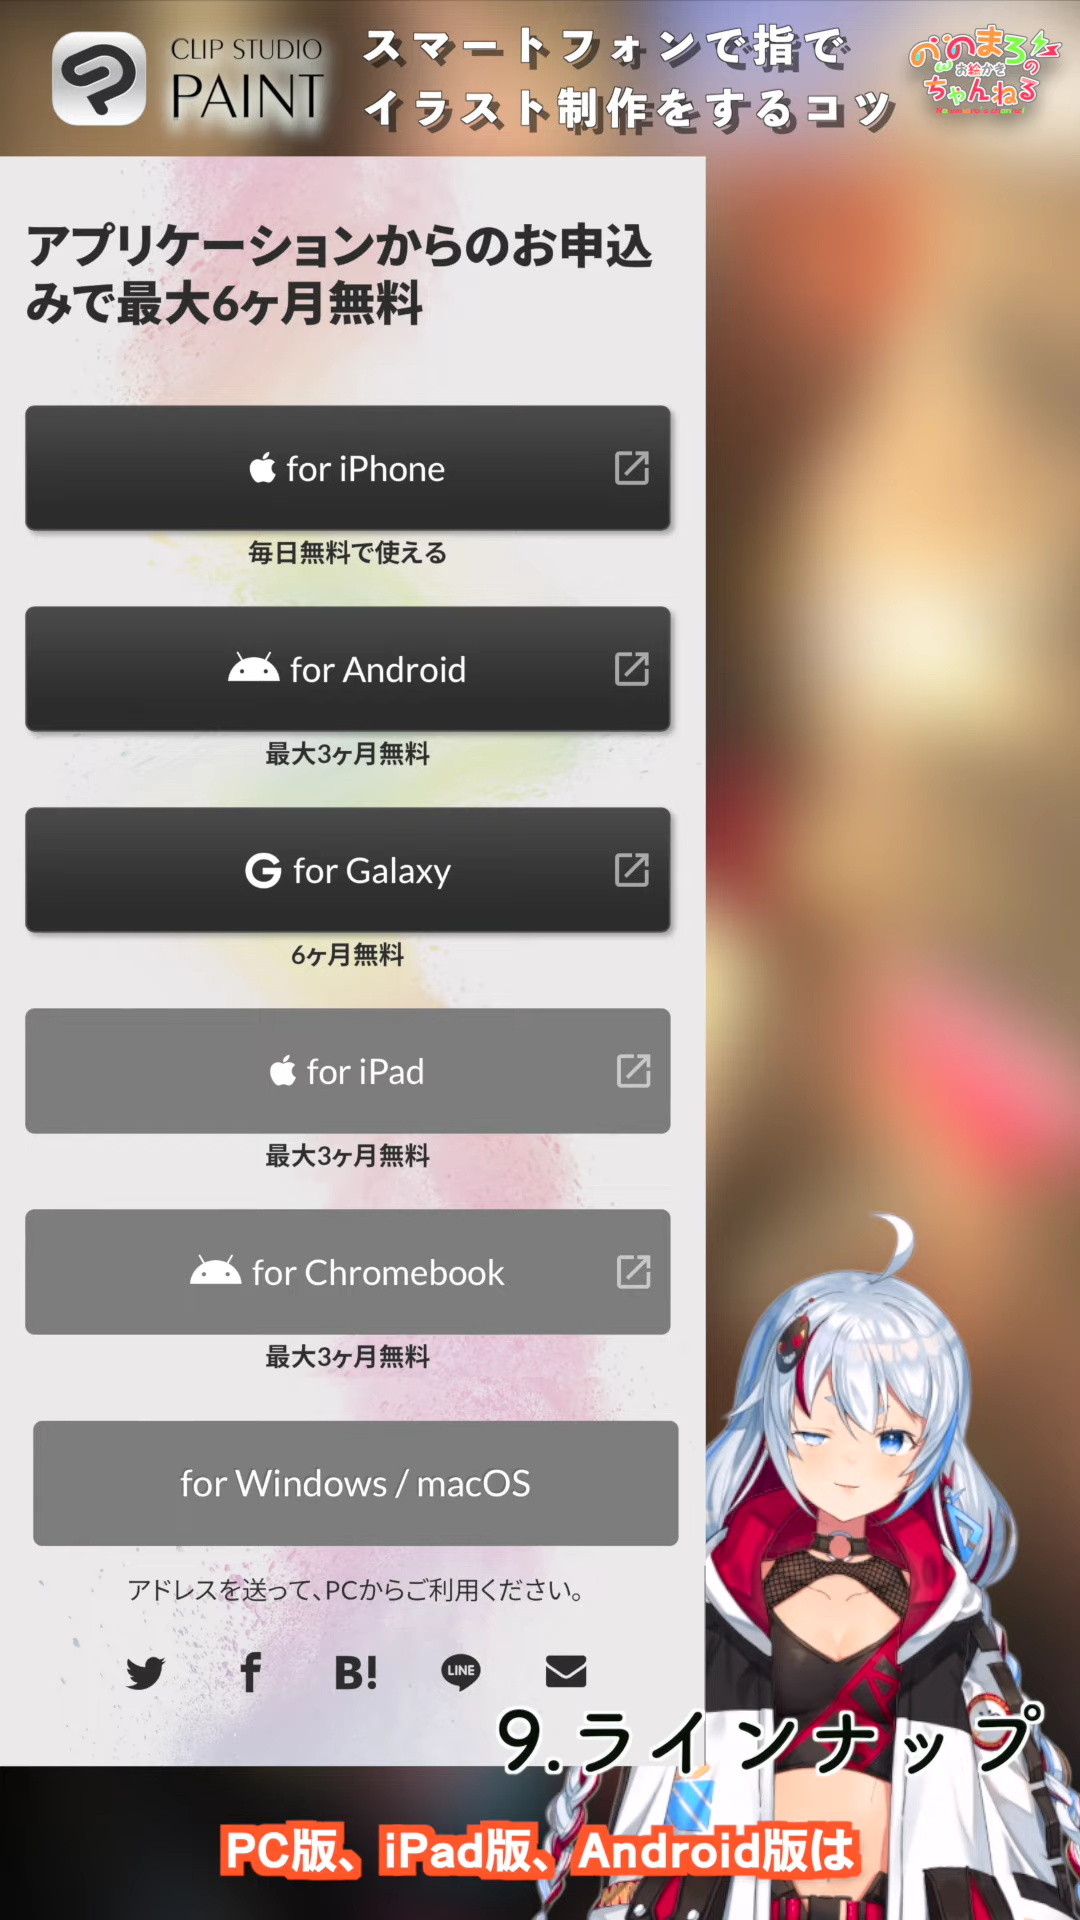 CLIP STUDIO
PAINT
スマートフォンで指で
イラスト制作をするコツ
べのまろの
お絵かき
ちゃんねる
アプリケーションからのお申込
みで最大6ヶ月無料
for iPhone
毎日無料で使える
for Android
最大3ヶ月無料
G for Galaxy
6ヶ月無料
for iPad
最大3ヶ月無料
for Chromebook
最大3ヶ月無料
for Windows / macOS
アドレスを送って、PCからご利用ください。
B!
LINE
9.ラインナップ
PC版、iPad版、Android版は